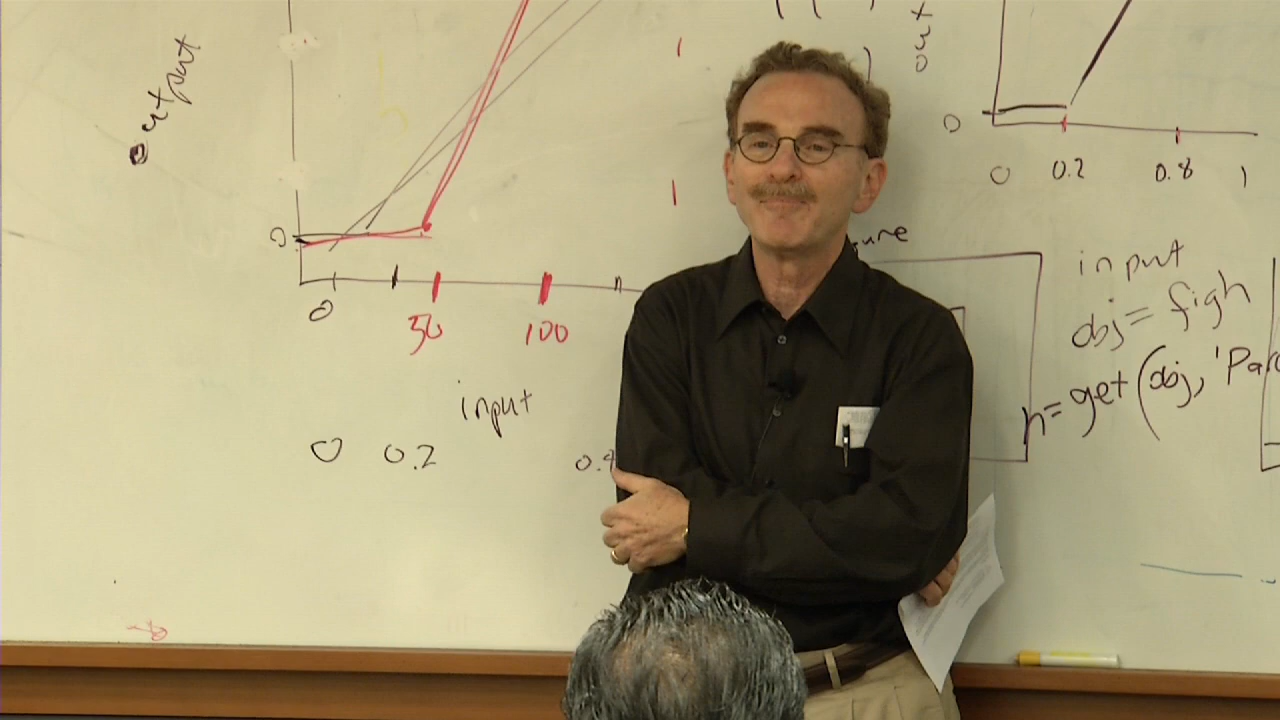 output
0
0
50
100
input
0 0.2
out
0
0 0.2 0.8 1
input
obj = figh
h= get(obj, 'Par